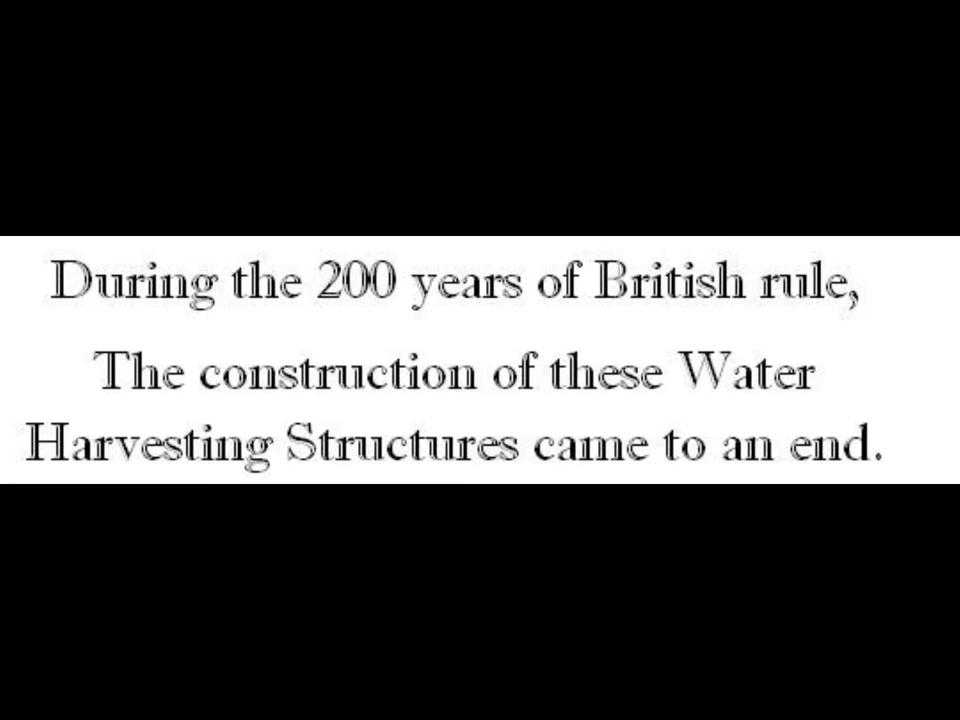 During the 200 years of British rule,
The construction of these Water
Harvesting Structures came to an end.